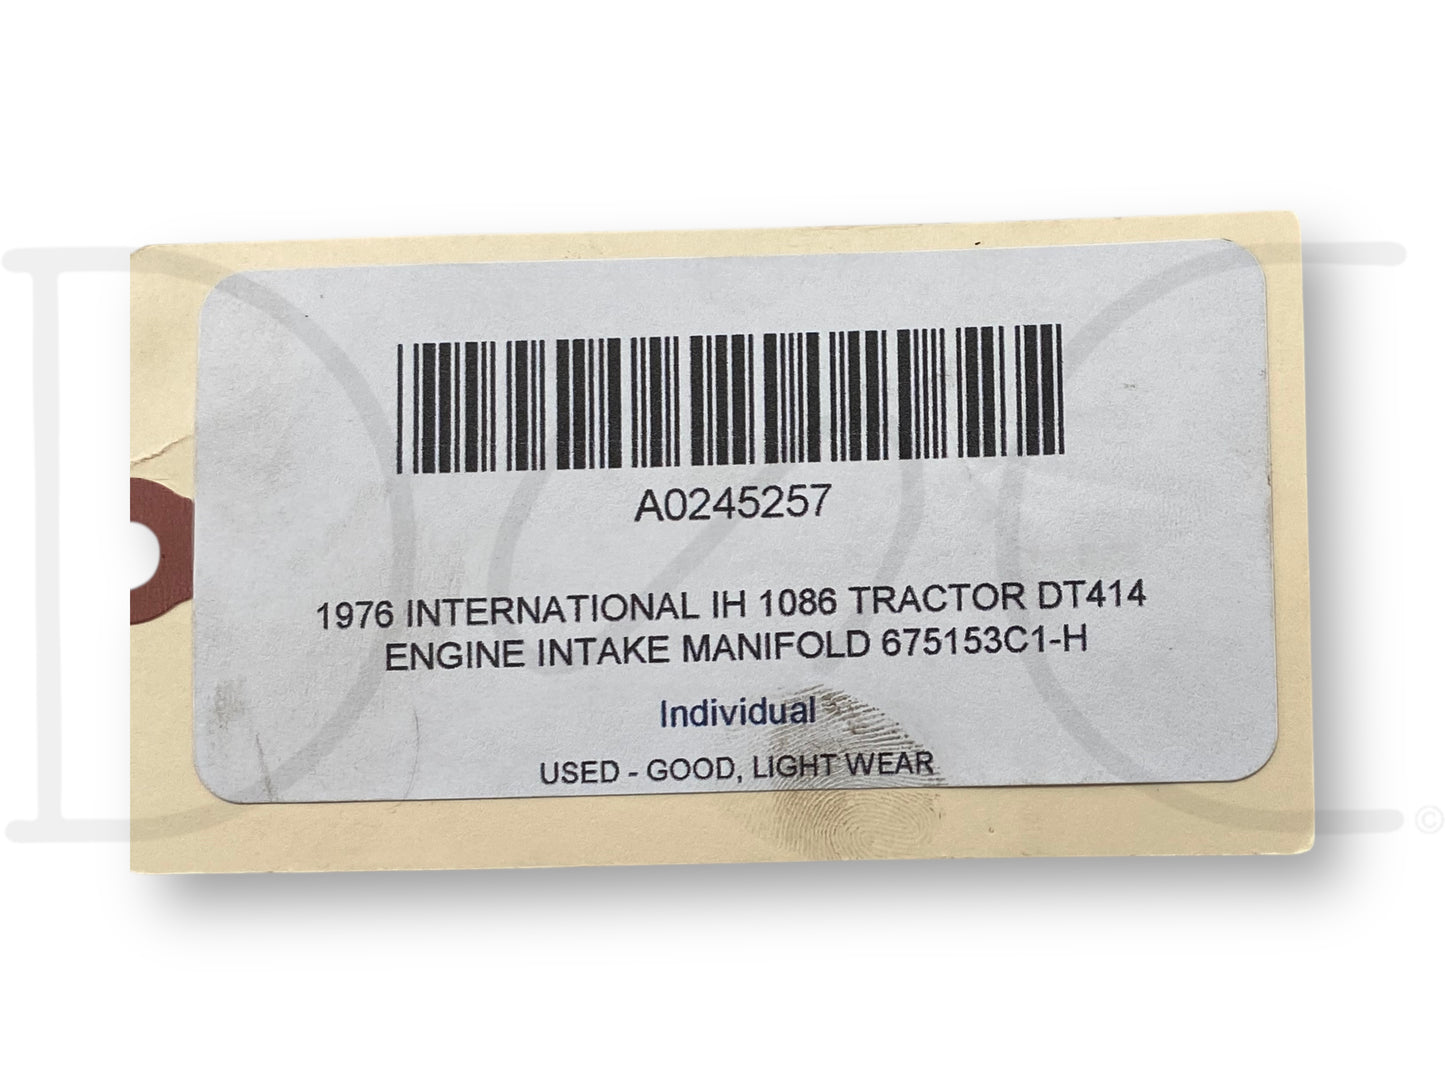 A0245257
1976 INTERNATIONAL IH 1086 TRACTOR DT414
ENGINE INTAKE MANIFOLD 675153C1-H
Individual
USED - GOOD, LIGHT WEAR
©